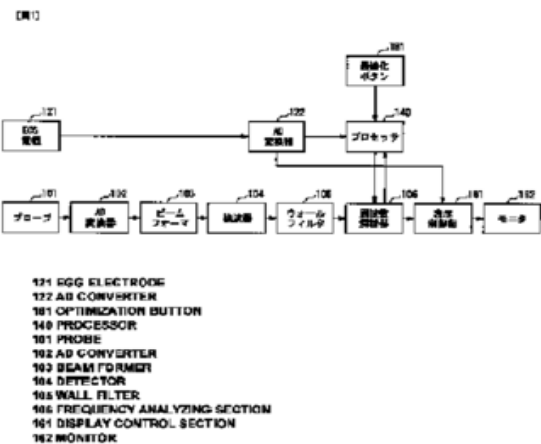 【図1】
181
最適化
ボタン
121
122
140
ECG
電極
AD
変換器
プロセッサ
101
102
103
104
105
106
161
162
プローブ
AD
変換器
ビーム
フォーマ
検波器
ウォール
フィルタ
周波数
表示
制御部
モニタ
121 EGG ELECTRODE
122 AD CONVERTER
181 OPTIMIZATION BUTTON
140 PROCESSOR
101 PROBE
102 AD CONVERTER
103 BEAM FORMER
104 DETECTOR
105 WALL FILTER
106 FREQUENCY ANALYZING SECTION
161 DISPLAY CONTROL SECTION
162 MONITOR